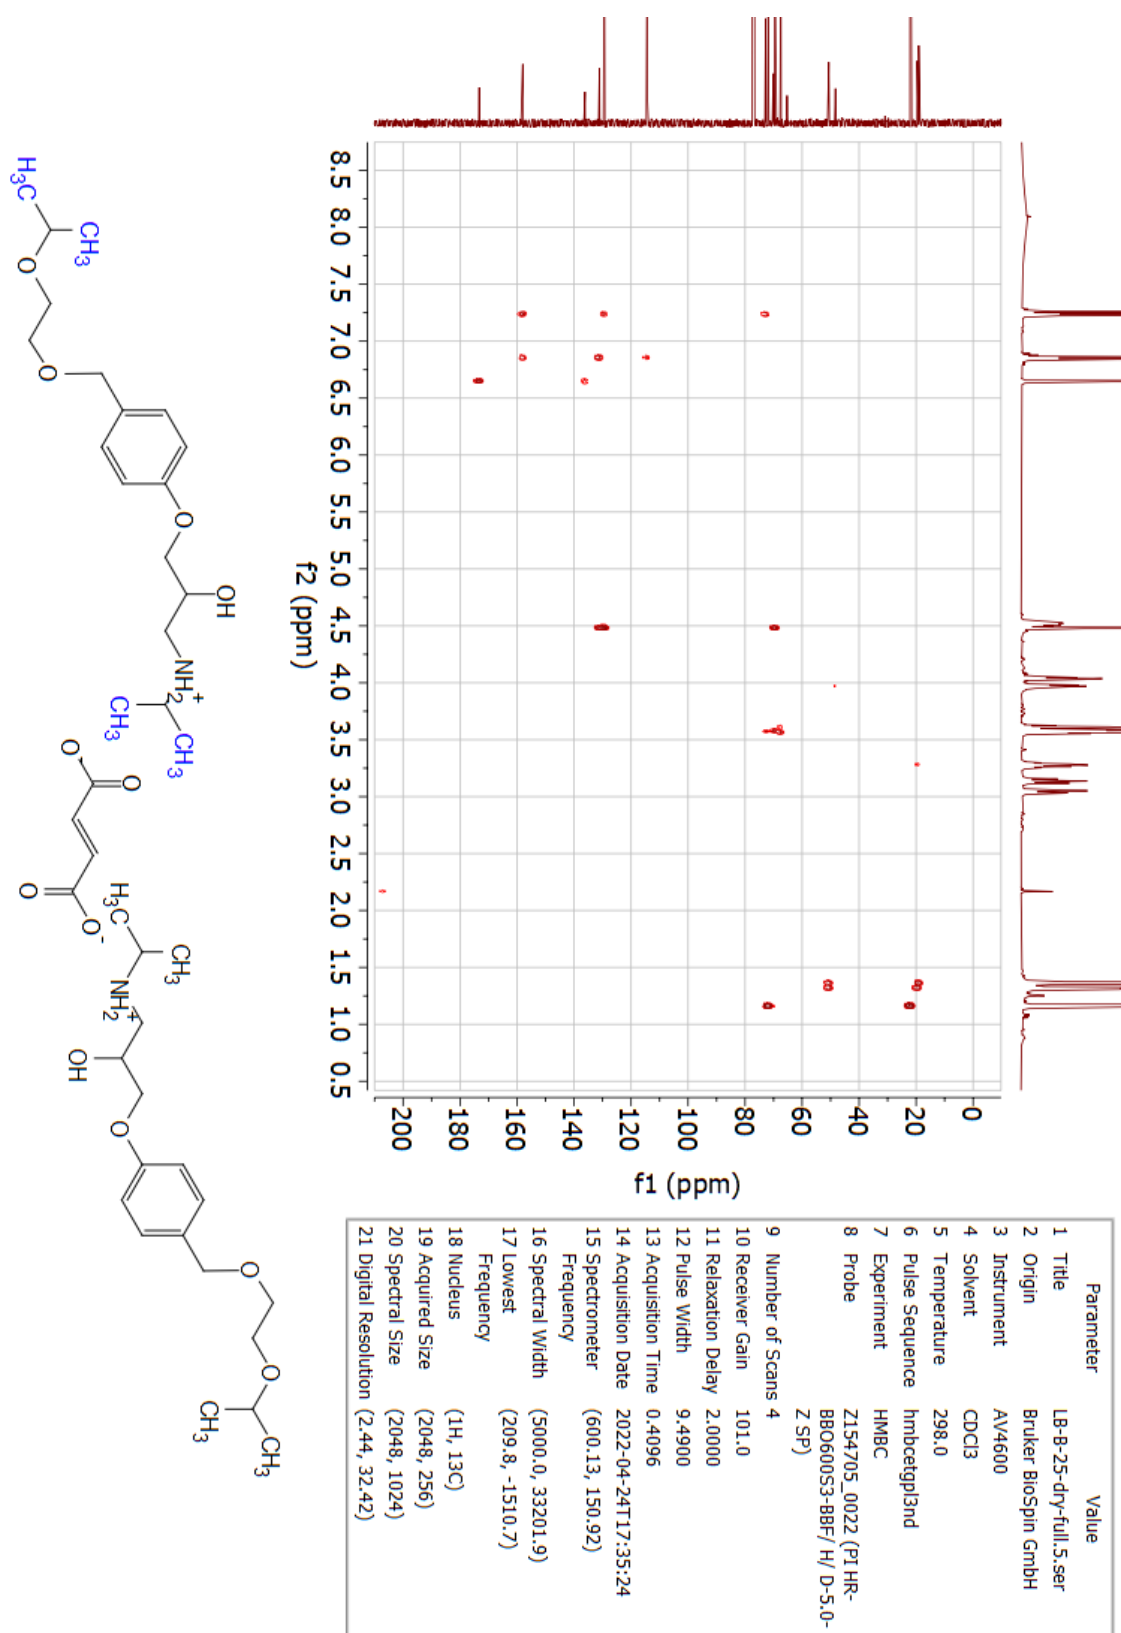 Parameter Value
1 Title LB-B-25-dry-full.5.ser
2 Origin Bruker BioSpin GmbH
3 Instrument AV4600
4 Solvent CDCl3
5 Temperature 298.0
6 Pulse Sequence hmbcetgpl3nd
7 Experiment HMBC
8 Probe Z154705_0022 (PI HR-
BBO600S3-BBF/ H/ D-5.0-
Z SP)
9 Number of Scans 4
10 Receiver Gain 101.0
11 Relaxation Delay 2.0000
12 Pulse Width 9.4900
13 Acquisition Time 0.4096
14 Acquisition Date 2022-04-24T17:35:24
15 Spectrometer (600.13, 150.92)
Frequency
16 Spectral Width (5000.0, 33201.9)
17 Lowest (209.8, -1510.7)
Frequency
18 Nucleus (1H, 13C)
19 Acquired Size (2048, 256)
20 Spectral Size (2048, 1024)
21 Digital Resolution (2.44, 32.42)
0
20
40
60
80
100
120
140
160
180
200
f1 (ppm)
8.5 8.0 7.5 7.0 6.5 6.0 5.5 5.0 4.5 4.0 3.5 3.0 2.5 2.0 1.5 1.0 0.5
f2 (ppm)
H3C
CH3
O
O
O
OH
NH2+
CH3
CH3
O
O
O
O-
H3C
CH3
NH2+
OH
O
O
O
CH3
CH3